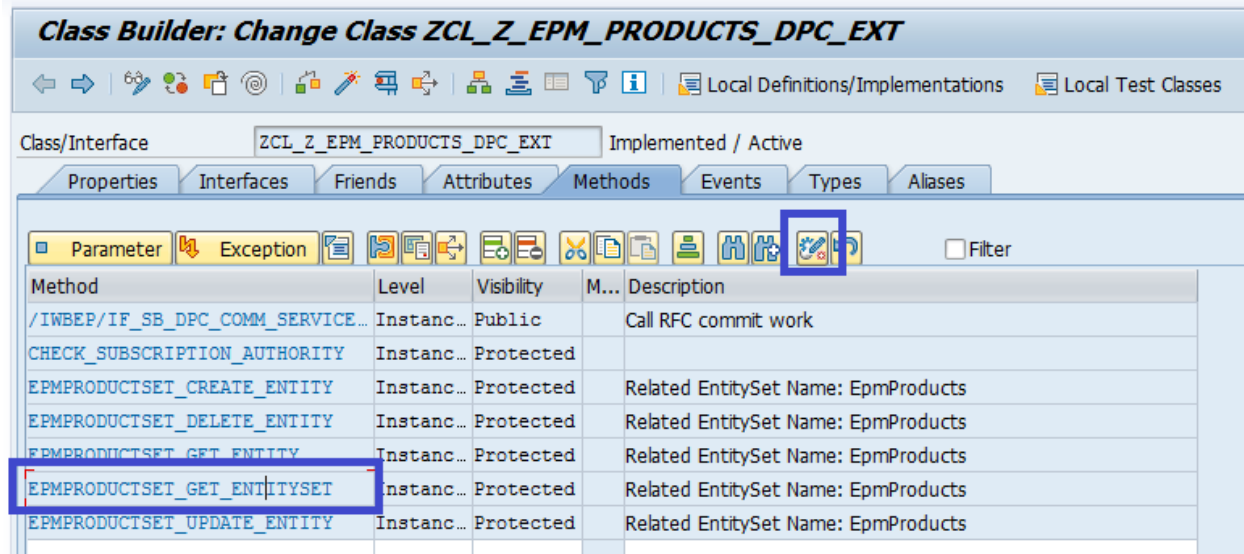 Class Builder: Change Class ZCL_Z_EPM_PRODUCTS_DPC_EXT
Local Definitions/Implementations Local Test Classes
Class/Interface ZCL_Z_EPM_PRODUCTS_DPC_EXT Implemented / Active
Properties Interfaces Friends Attributes Methods Events Types Aliases
Parameter Exception Filter
Method Level Visibility M... Description
/IWBEP/IF_SB_DPC_COMM_SERVICE… Instanc… Public Call RFC commit work
CHECK_SUBSCRIPTION_AUTHORITY Instanc… Protected
EPMPRODUCTSET_CREATE_ENTITY Instanc… Protected Related EntitySet Name: EpmProducts
EPMPRODUCTSET_DELETE_ENTITY Instanc… Protected Related EntitySet Name: EpmProducts
EPMPRODUCTSET_GET_ENTITY Instanc… Protected Related EntitySet Name: EpmProducts
EPMPRODUCTSET_GET_ENTITYSET Instanc… Protected Related EntitySet Name: EpmProducts
EPMPRODUCTSET_UPDATE_ENTITY Instanc… Protected Related EntitySet Name: EpmProducts